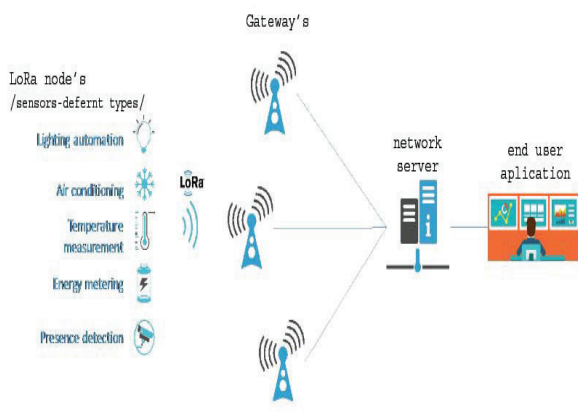 Gateway's
LoRa node's
/sensors-defernt types/
Lighting automation
Air conditioning
LoRa
Temperature
measurement
Energy metering
Presence detection
network
server
end user
aplication